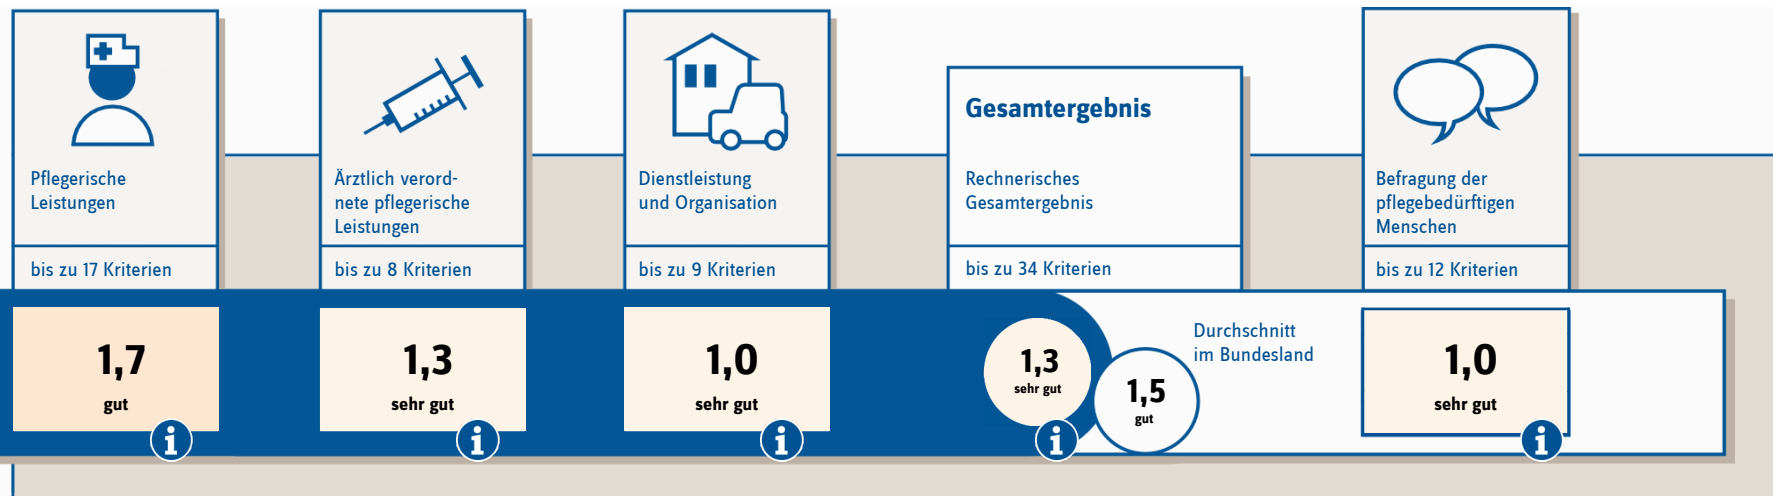 Pflegerische
Leistungen
bis zu 17 Kriterien
1,7
gut
i
Ärztlich verord-
nete pflegerische
Leistungen
bis zu 8 Kriterien
1,3
sehr gut
i
Dienstleistung
und Organisation
bis zu 9 Kriterien
1,0
sehr gut
i
Gesamtergebnis
Rechnerisches
Gesamtergebnis
bis zu 34 Kriterien
1,3
sehr gut
i
1,5
gut
Durchschnitt
im Bundesland
Befragung der
pflegebedürftigen
Menschen
bis zu 12 Kriterien
1,0
sehr gut
i